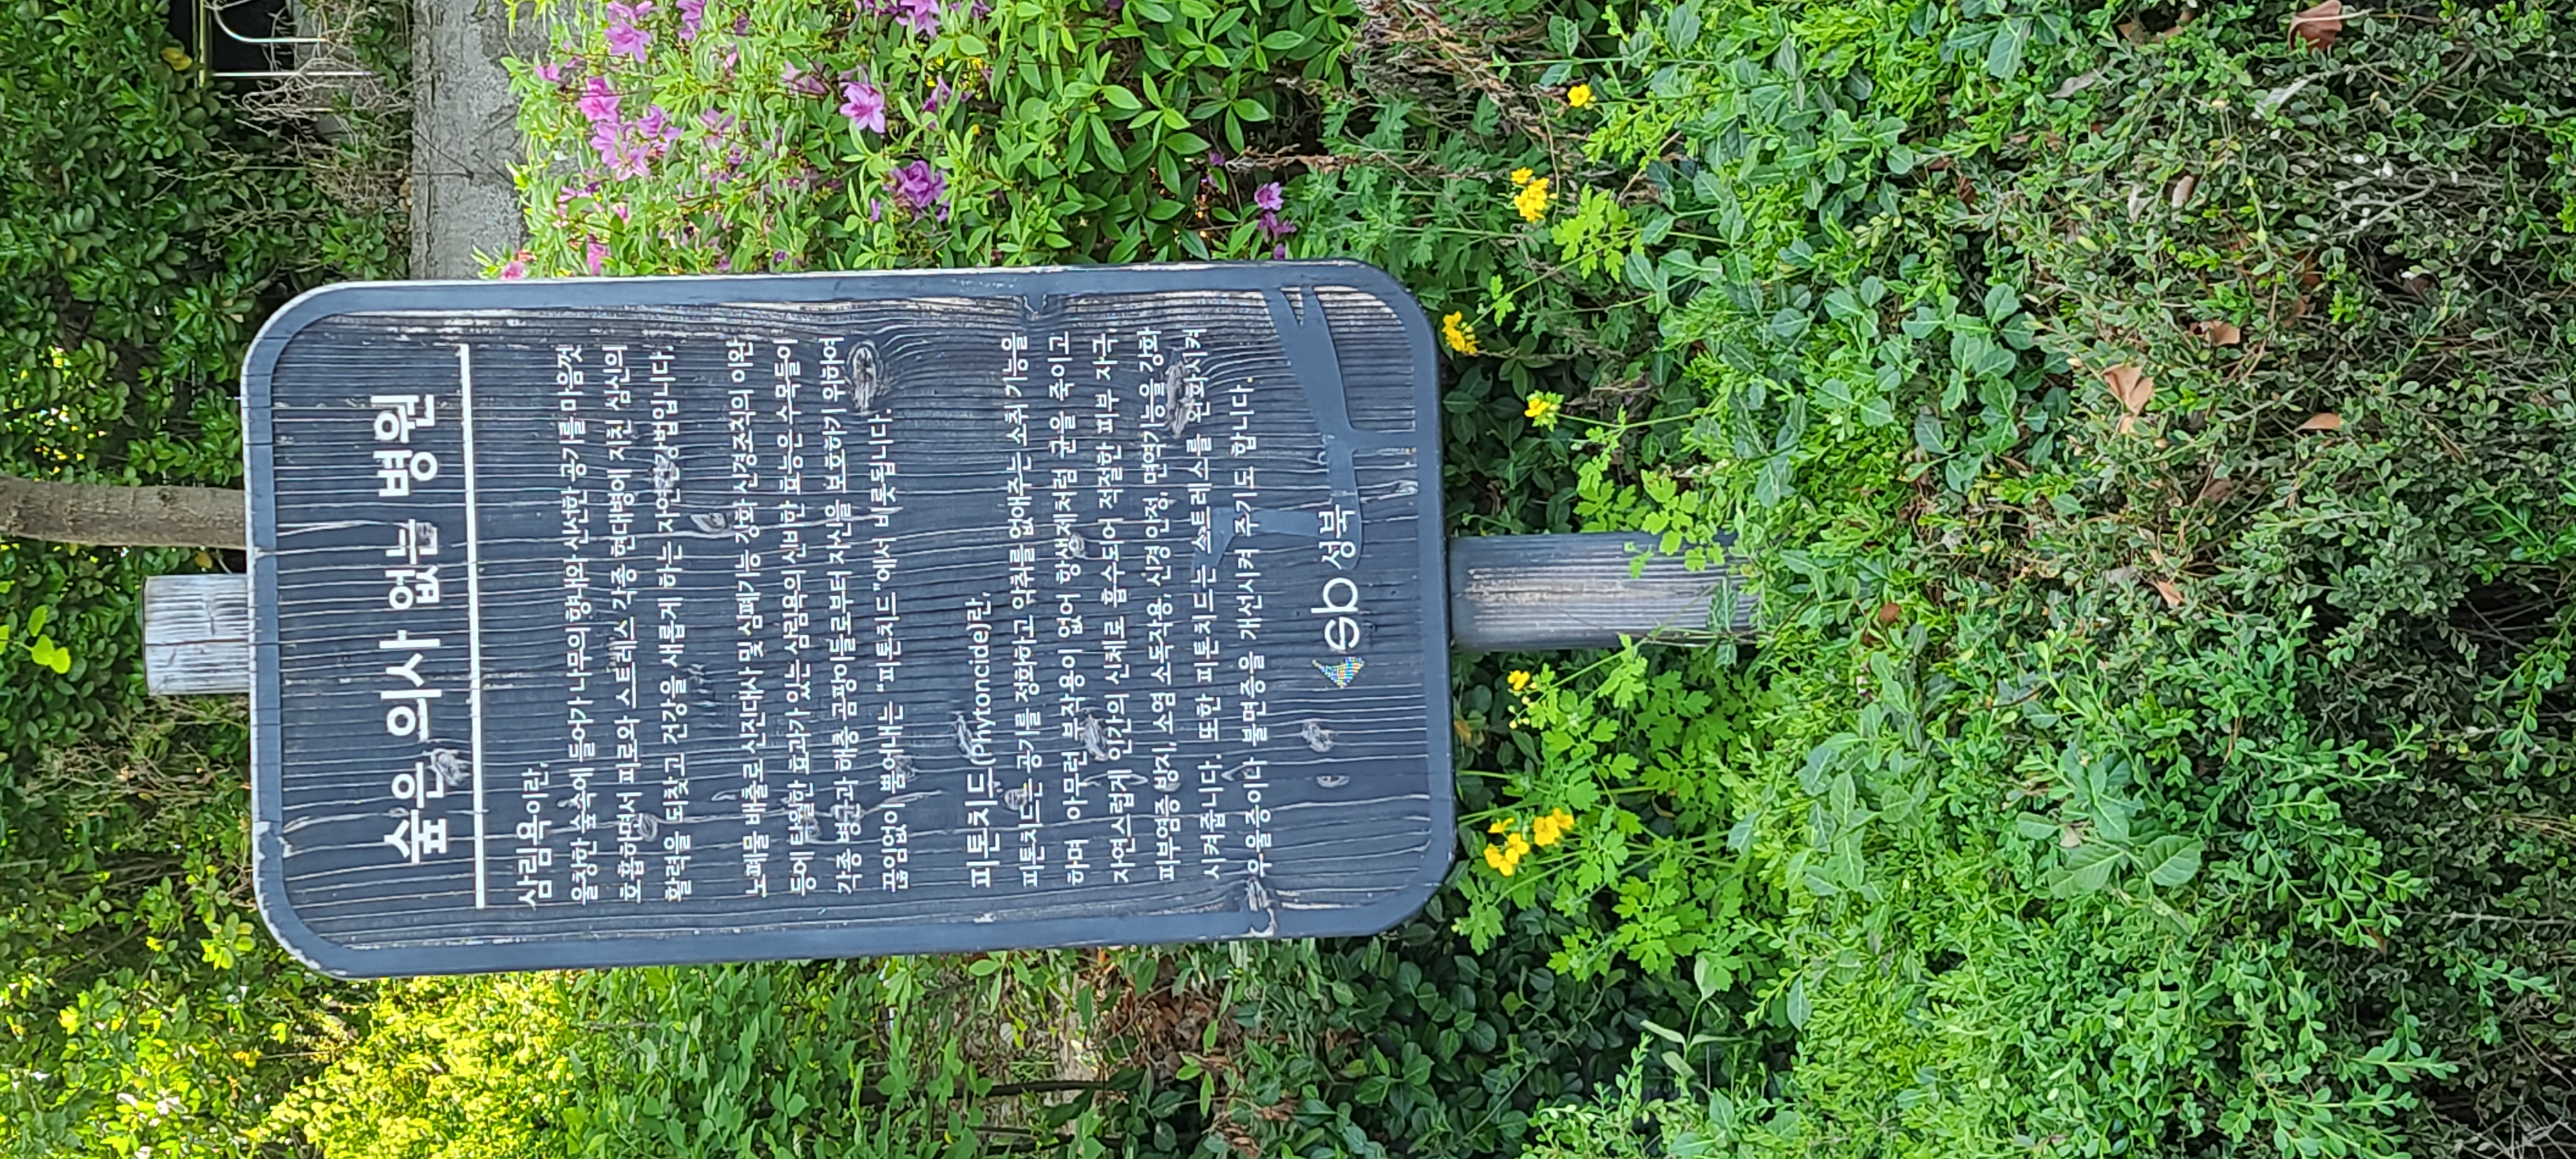 숲은 의사 없는 병원
삼림욕이란,
울창한 숲속에 들어가 나무의 향내와 신선한 공기를 마음껏
호흡하면서 피로와 스트레스 각종 현대병에 지친 심신의
활력을 되찾고 건강을 새롭게 하는 자연건강법입니다.
노폐물 배출로 신진대사 및 심폐기능 강화 신경조직의 이완
등에 탁월한 효과가 있는 삼림욕의 신비한 효능은 수목들이
각종 병균과 해충 곰팡이들로부터 자신을 보호하기 위하여
끊임없이 뿜어내는 "피톤치드"에서 비롯됩니다.
피톤치드(Phytoncide)란,
피톤치드는 공기를 정화하고 악취를 없애주는 소취 기능을
하며 아무런 부작용이 없어 항생제처럼 균을 죽이고
자연스럽게 인간의 신체로 흡수되어 적절한 피부 자극,
피부염증 방지, 소염 소독작용, 신경 안정, 면역기능을 강화
시켜줍니다. 또한 피톤치드는 스트레스를 완화시켜
우울증이나 불면증을 개선시켜 주기도 합니다.
sb 성북